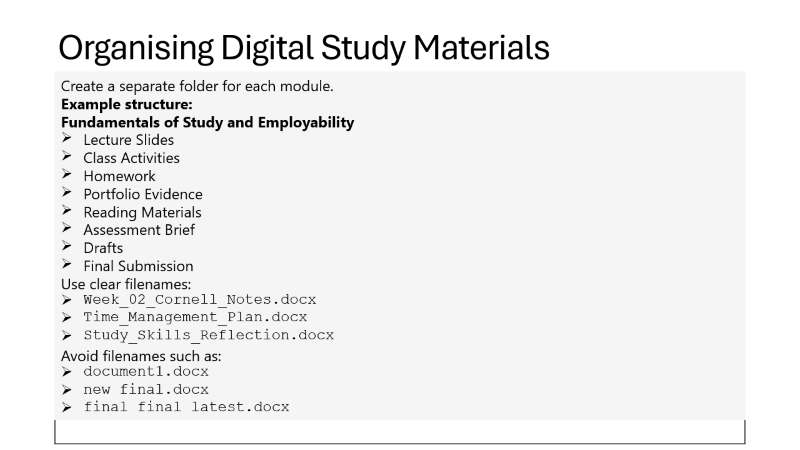 Organising Digital Study Materials
Create a separate folder for each module.
Example structure:
Fundamentals of Study and Employability
➢ Lecture Slides
➢ Class Activities
➢ Homework
➢ Portfolio Evidence
➢ Reading Materials
➢ Assessment Brief
➢ Drafts
➢ Final Submission
Use clear filenames:
➢ Week_02_Cornell_Notes.docx
➢ Time_Management_Plan.docx
➢ Study_Skills_Reflection.docx
Avoid filenames such as:
➢ document1.docx
➢ new final.docx
➢ final final latest.docx